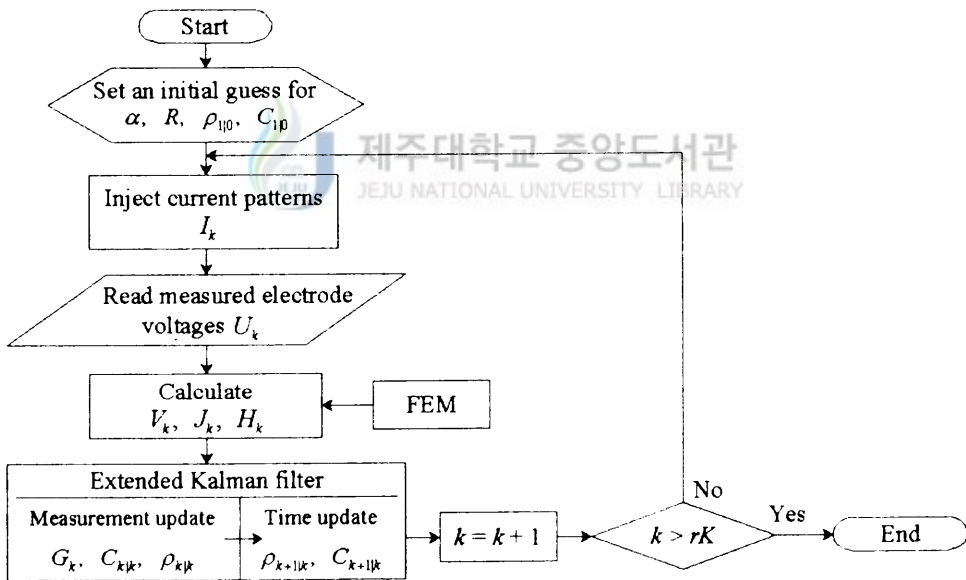 Start
Set an initial guess for
α, R, ρ₁|₀, C₁|₀
제주대학교 중앙도서관
JEJU NATIONAL UNIVERSITY LIBRARY
JEJU
Inject current patterns
Iₖ
Read measured electrode
voltages Uₖ
Calculate
Vₖ, Jₖ, Hₖ
FEM
Extended Kalman filter
Measurement update
Gₖ, Cₖ|ₖ, ρₖ|ₖ
Time update
ρₖ₊₁|ₖ, Cₖ₊₁|ₖ
k = k + 1
k > rK
No
Yes
End